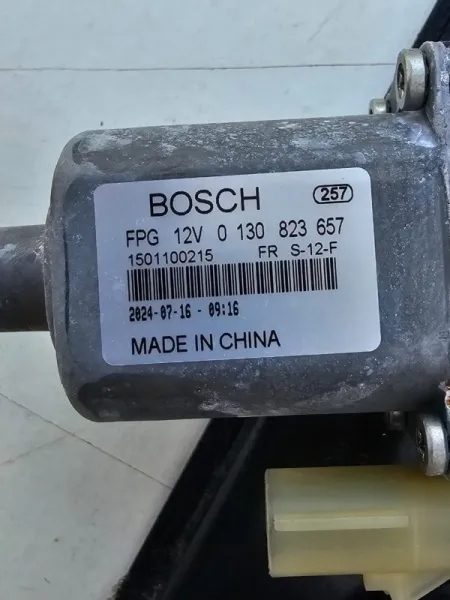 BOSCH 257
FPG 12V 0 130 823 657
1501100215 FR S-12-F
2024-07-16 - 09:16
MADE IN CHINA